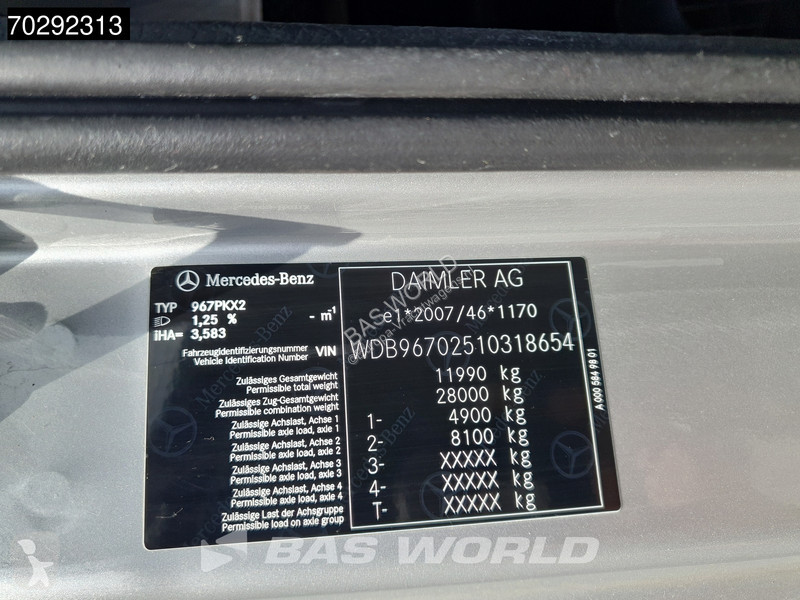 70292313
Mercedes-Benz
DAIMLER AG
TYP 967PKX2
1,25 % - m-1
iHA= 3,583
e1*2007/46*1170
Fahrzeugidentifizierungsnummer
Vehicle Identification Number VIN
WDB96702510318654
Zulässiges Gesamtgewicht
Permissible total weight
11990 kg
Zulässiges Zug-Gesamtgewicht
Permissible combination weight
28000 kg
Zulässige Achslast, Achse 1
Permissible axle load, axle 1
1- 4900 kg
Zulässige Achslast, Achse 2
Permissible axle load, axle 2
2- 8100 kg
Zulässige Achslast, Achse 3
Permissible axle load, axle 3
3- XXXXX kg
Zulässige Achslast, Achse 4
Permissible axle load, axle 4
4- XXXXX kg
Zulässige Last der Achsgruppe
Permissible load on axle group
T- XXXXX kg
A 000 584 98 01
BAS WORLD
BAS WORLD